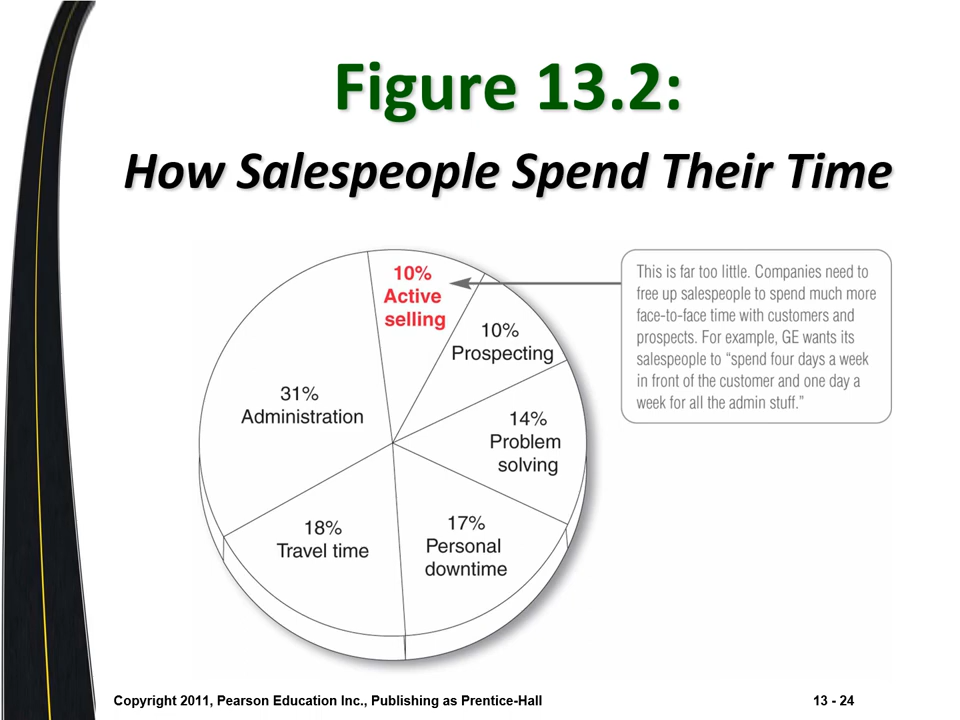 Figure 13.2:
How Salespeople Spend Their Time
10%
Active
selling
10%
Prospecting
14%
Problem
solving
17%
Personal
downtime
18%
Travel time
31%
Administration
This is far too little. Companies need to
free up salespeople to spend much more
face-to-face time with customers and
prospects. For example, GE wants its
salespeople to “spend four days a week
in front of the customer and one day a
week for all the admin stuff.”
Copyright 2011, Pearson Education Inc., Publishing as Prentice-Hall
13 - 24